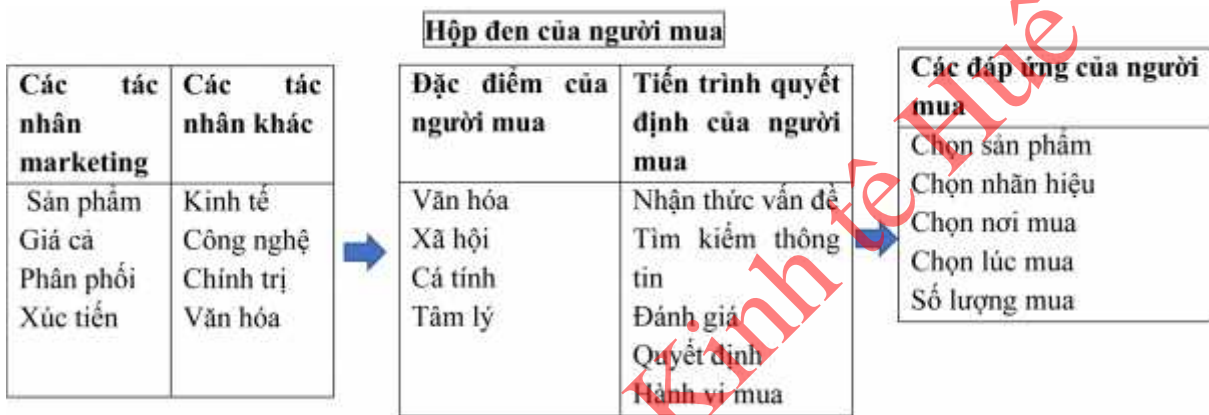 Hộp đen của người mua
Các tác
nhân
marketing
Sản phẩm
Giá cả
Phân phối
Xúc tiến
Các tác
nhân khác
Kinh tế
Công nghệ
Chính trị
Văn hóa
Đặc điểm của
người mua
Văn hóa
Xã hội
Cá tính
Tâm lý
Tiến trình quyết
định của người
mua
Nhận thức vấn đề
Tìm kiếm thông
tin
Đánh giá
Quyết định
Hành vi mua
Các đáp ứng của người
mua
Chọn sản phẩm
Chọn nhãn hiệu
Chọn nơi mua
Chọn lúc mua
Số lượng mua
Kinh tế Huế